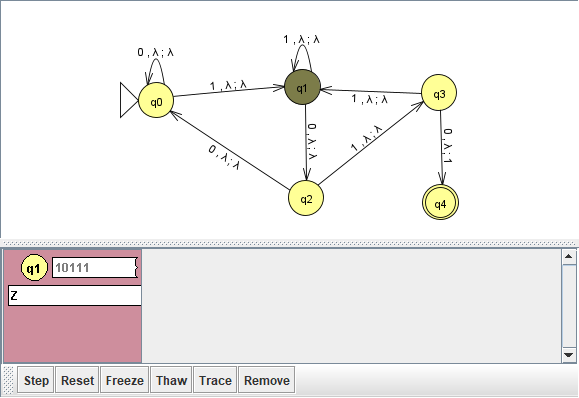 0 , λ ; λ
1 , λ ; λ
q0
1 , λ ; λ
q1
1 , λ ; λ
q3
0 , λ ; λ
0 , λ ; λ
1 , λ ; λ
0 , λ ; 1
q2
q4
q1 10111
Z
Step Reset Freeze Thaw Trace Remove